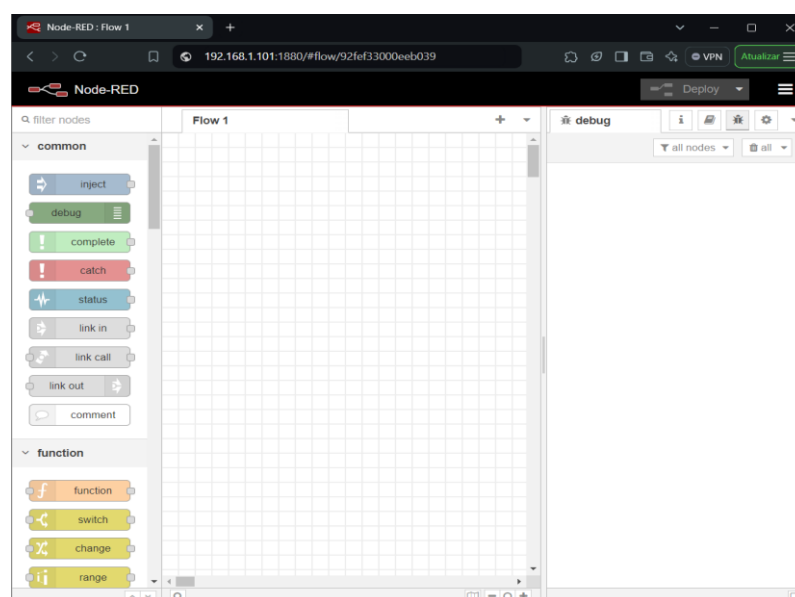 Node-RED : Flow 1
192.168.1.101:1880/#flow/92fef33000eeb039
VPN
Atualizar
Node-RED
Deploy
filter nodes
Flow 1
debug
i
common
all nodes
all
inject
debug
complete
catch
status
link in
link call
link out
comment
function
function
switch
change
range